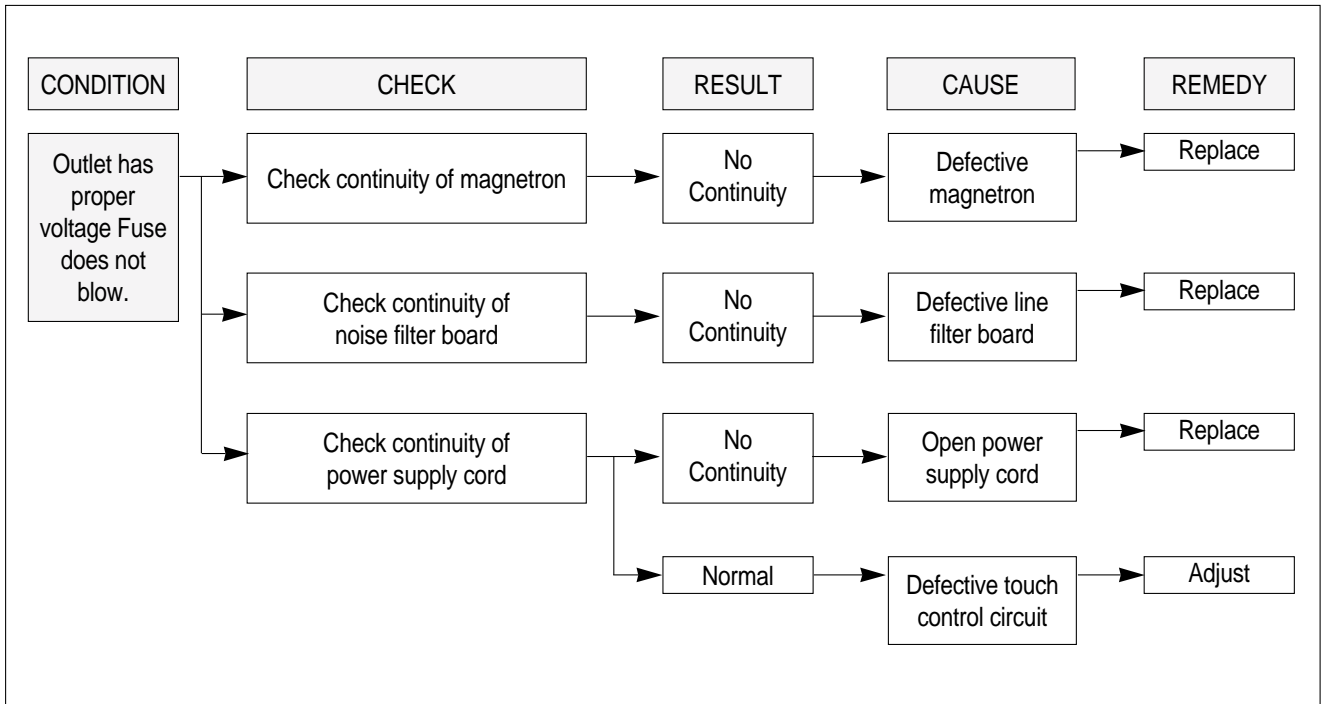 CONDITION
CHECK
RESULT
CAUSE
REMEDY
Outlet has
proper
voltage Fuse
does not
blow.
Check continuity of magnetron
No
Continuity
Defective
magnetron
Replace
Check continuity of
noise filter board
No
Continuity
Defective line
filter board
Replace
Check continuity of
power supply cord
No
Continuity
Open power
supply cord
Replace
Normal
Defective touch
control circuit
Adjust